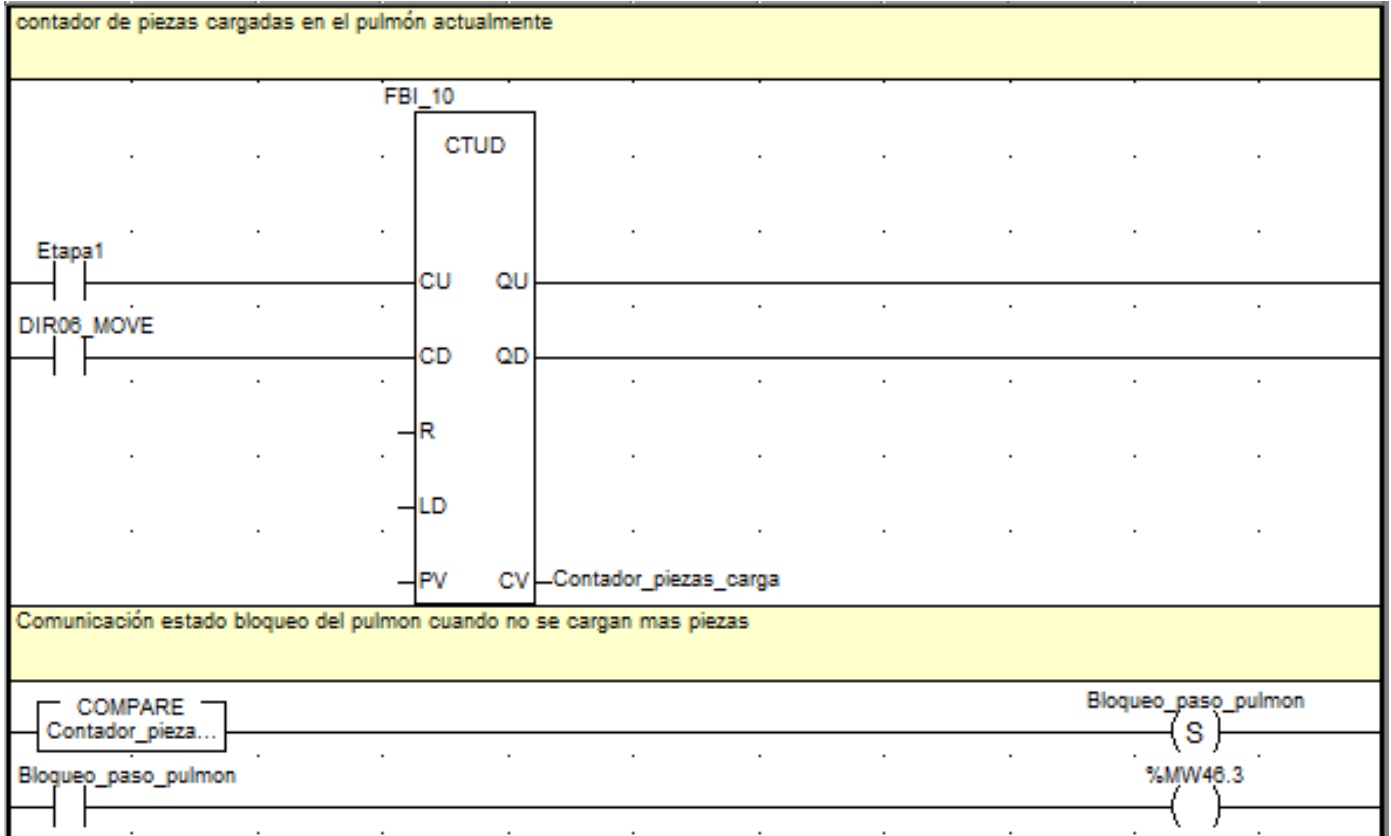 contador de piezas cargadas en el pulmón actualmente
FBI_10
CTUD
Etapa1
CU QU
DIR06_MOVE
CD QD
R
LD
PV CV Contador_piezas_carga
Comunicación estado bloqueo del pulmon cuando no se cargan mas piezas
COMPARE Bloqueo_paso_pulmon
Contador_pieza... S
Bloqueo_paso_pulmon %MW46.3